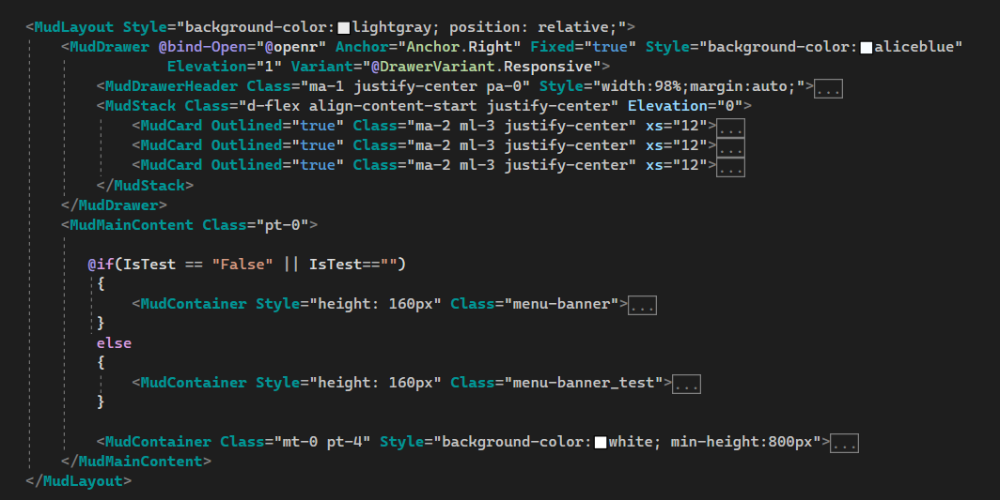 <MudLayout Style="background-color:lightgray; position: relative;">
<MudDrawer @bind-Open="@openr" Anchor="Anchor.Right" Fixed="true" Style="background-color:aliceblue"
Elevation="1" Variant="@DrawerVariant.Responsive">
<MudDrawerHeader Class="ma-1 justify-center pa-0" Style="width:98%;margin:auto;">...
<MudStack Class="d-flex align-content-start justify-center" Elevation="0">
<MudCard Outlined="true" Class="ma-2 ml-3 justify-center" xs="12">...
<MudCard Outlined="true" Class="ma-2 ml-3 justify-center" xs="12">...
<MudCard Outlined="true" Class="ma-2 ml-3 justify-center" xs="12">...
</MudStack>
</MudDrawer>
<MudMainContent Class="pt-0">
@if(IsTest == "False" || IsTest=="")
{
<MudContainer Style="height: 160px" Class="menu-banner">...
}
else
{
<MudContainer Style="height: 160px" Class="menu-banner_test">...
}
<MudContainer Class="mt-0 pt-4" Style="background-color:white; min-height:800px">...
</MudMainContent>
</MudLayout>